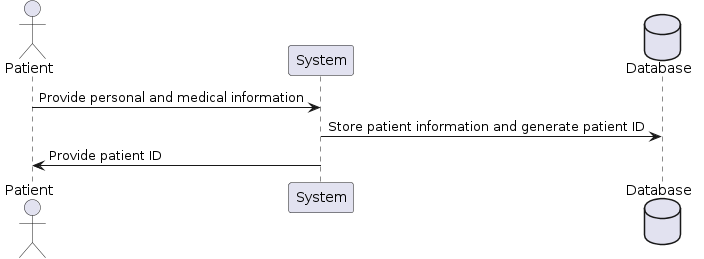 Patient
System
Database
Provide personal and medical information
Store patient information and generate patient ID
Provide patient ID
Patient
System
Database